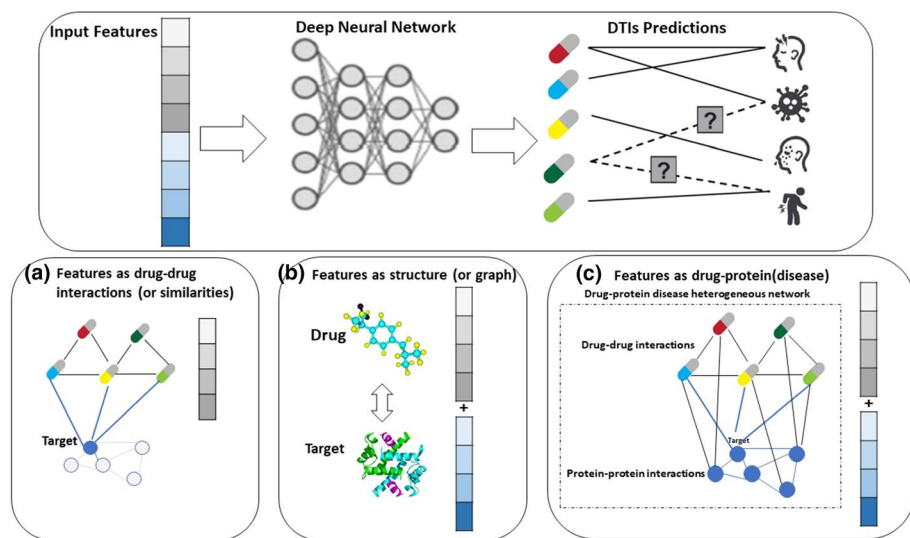 Input Features
Deep Neural Network
DTIs Predictions
?
?
(a) Features as drug-drug
interactions (or similarities)
Target
(b) Features as structure (or graph)
Drug
+
Target
(c) Features as drug-protein(disease)
Drug-protein disease heterogeneous network
Drug-drug interactions
+
Target
Protein-protein interactions